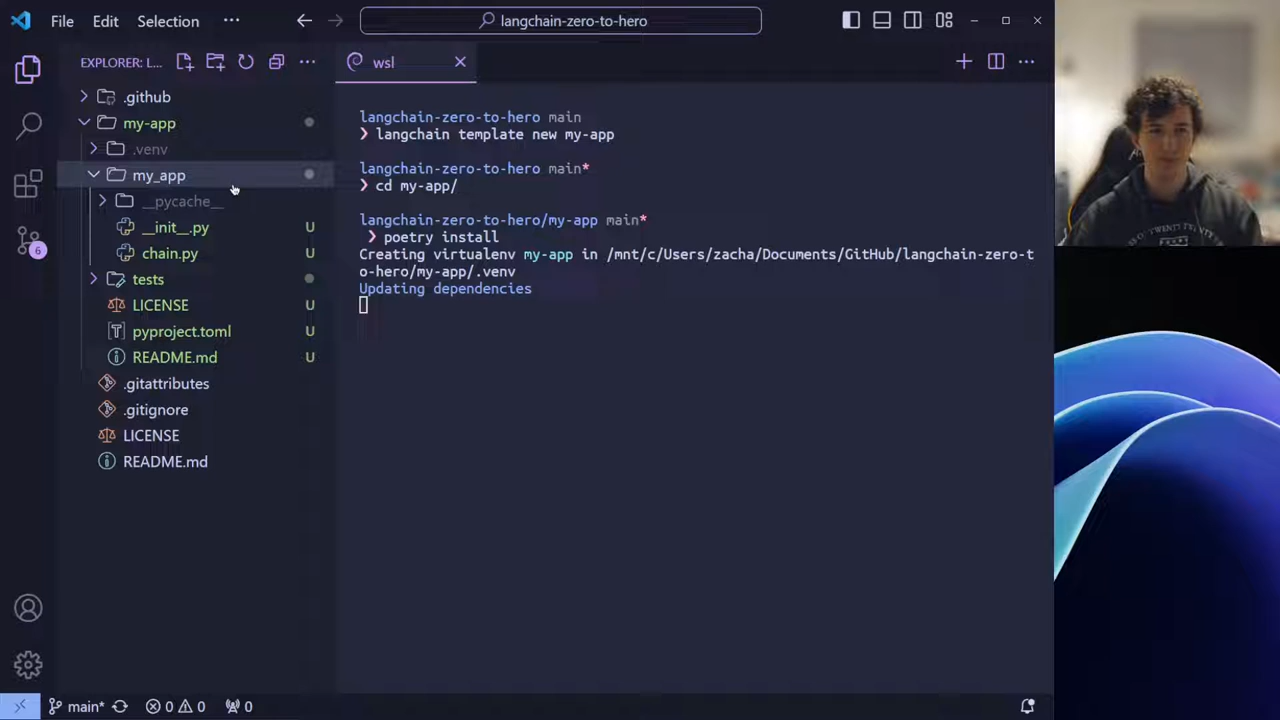 File Edit Selection ··· langchain-zero-to-hero
EXPLORER: L... ···
wsl
.github
my-app
.venv
my_app
__pycache__
__init__.py U
chain.py U
tests
LICENSE U
pyproject.toml U
README.md U
.gitattributes
.gitignore
LICENSE
README.md
6
langchain-zero-to-hero main
❯ langchain template new my-app
langchain-zero-to-hero main*
❯ cd my-app/
langchain-zero-to-hero/my-app main*
❯ poetry install
Creating virtualenv my-app in /mnt/c/Users/zacha/Documents/GitHub/langchain-zero-t
o-hero/my-app/.venv
Updating dependencies
main* 0 0 0